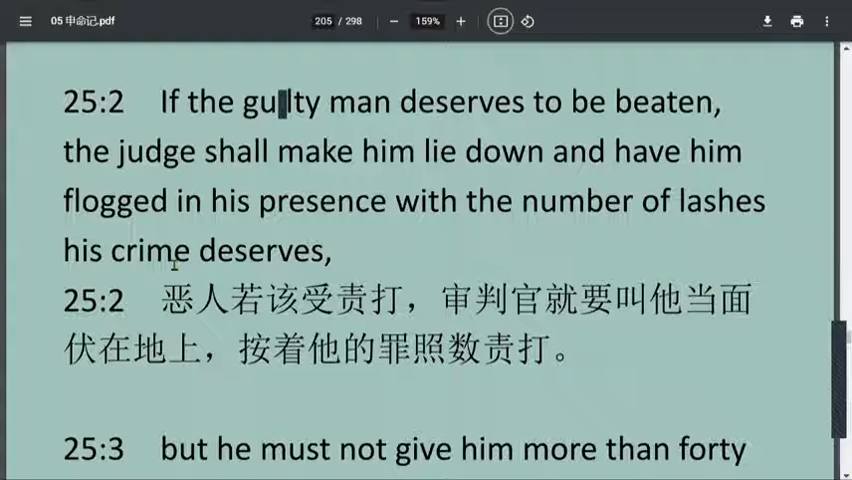 05 申命记.pdf 205 / 298 159%
25:2 If the guilty man deserves to be beaten,
the judge shall make him lie down and have him
flogged in his presence with the number of lashes
his crime deserves,
25:2 恶人若该受责打，审判官就要叫他当面
伏在地上，按着他的罪照数责打。
25:3 but he must not give him more than forty